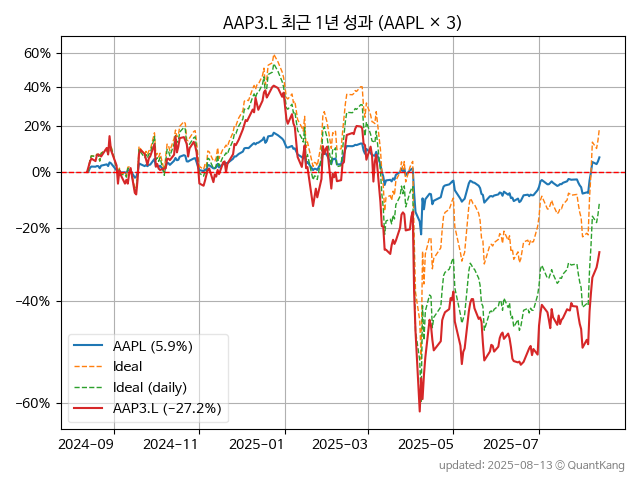 AAP3.L 최근 1년 성과 (AAPL × 3)
60%
40%
20%
0%
−20%
−40%
−60%
AAPL (5.9%)
Ideal
Ideal (daily)
AAP3.L (−27.2%)
2024-09 2024-11 2025-01 2025-03 2025-05 2025-07
updated: 2025-08-13 © QuantKang